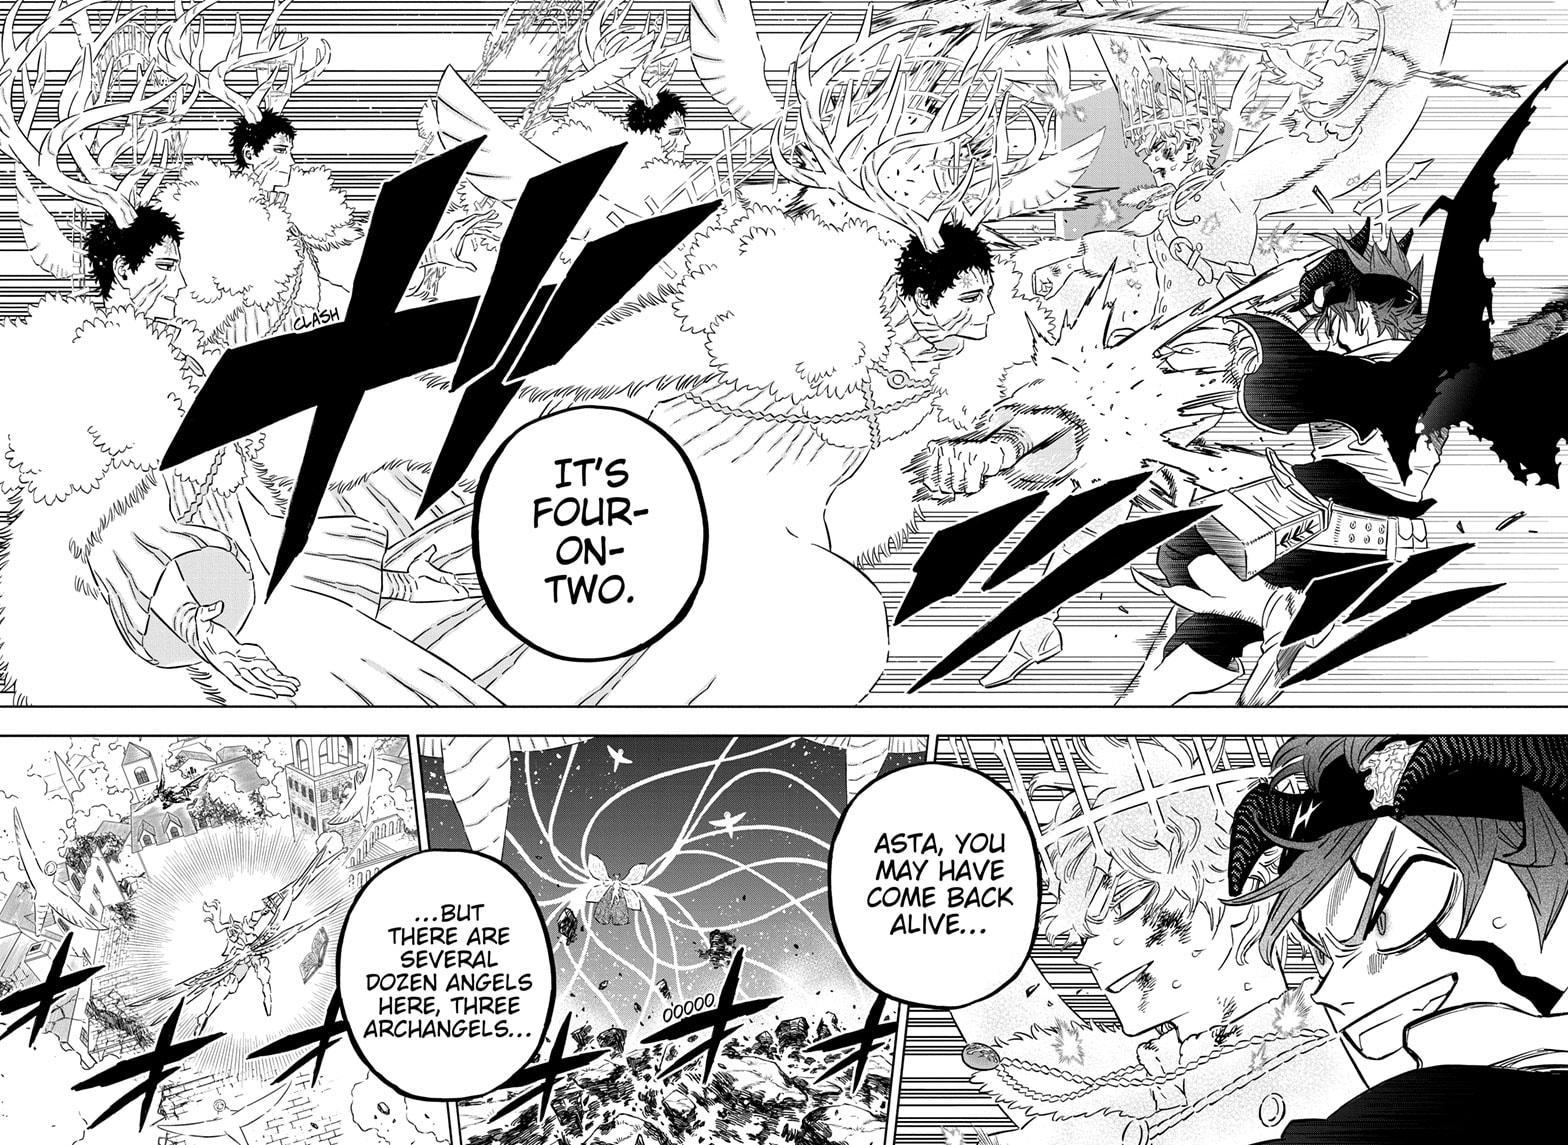 CLASH
IT'S
FOUR-
ON-
TWO.
ASTA, YOU
MAY HAVE
COME BACK
ALIVE...
OOOOO
...BUT
THERE ARE
SEVERAL
DOZEN ANGELS
HERE, THREE
ARCHANGELS...